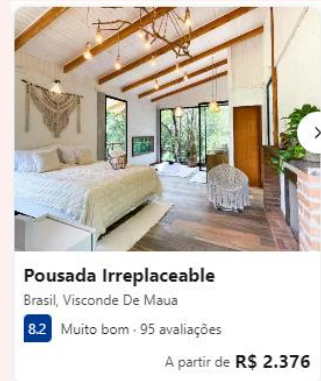 Pousada Irreplaceable
Brasil, Visconde De Maua
8.2 Muito bom · 95 avaliações
A partir de R$ 2.376